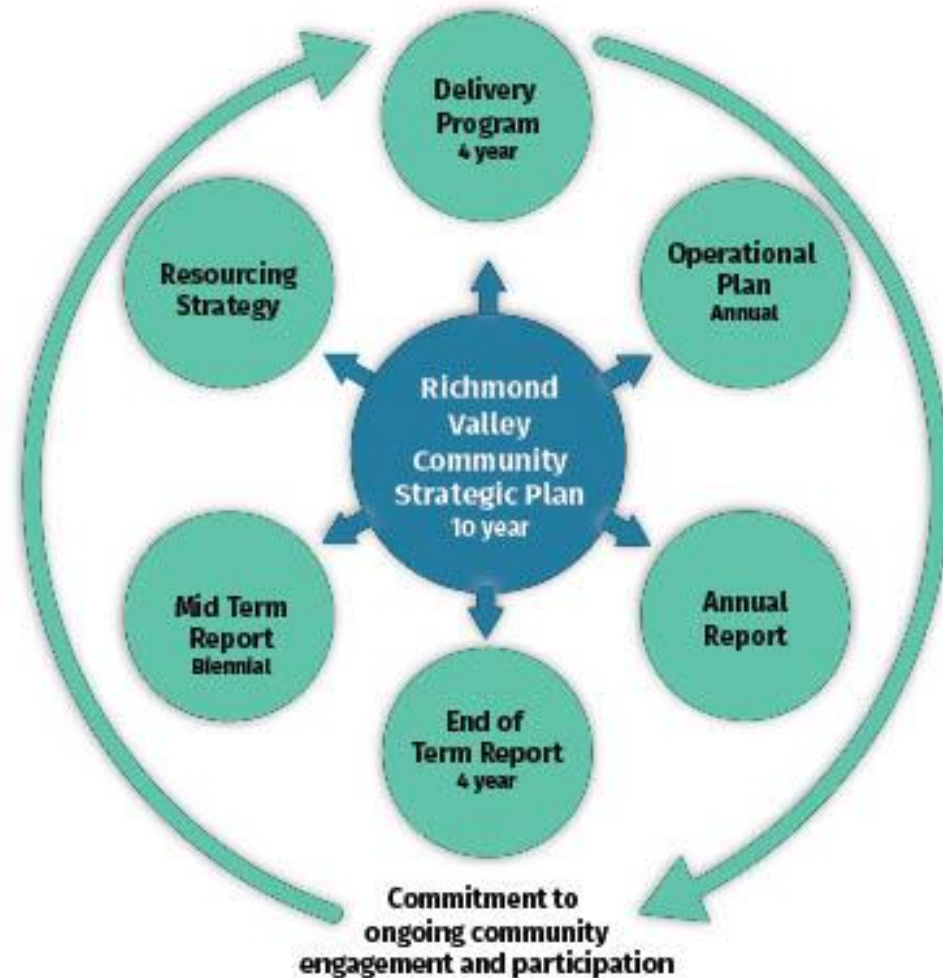 Delivery
Program
4 year
Operational
Plan
Annual
Resourcing
Strategy
Richmond
Valley
Community
Strategic Plan
10 year
Mid Term
Report
Biennial
Annual
Report
End of
Term Report
4 year
Commitment to
ongoing community
engagement and participation